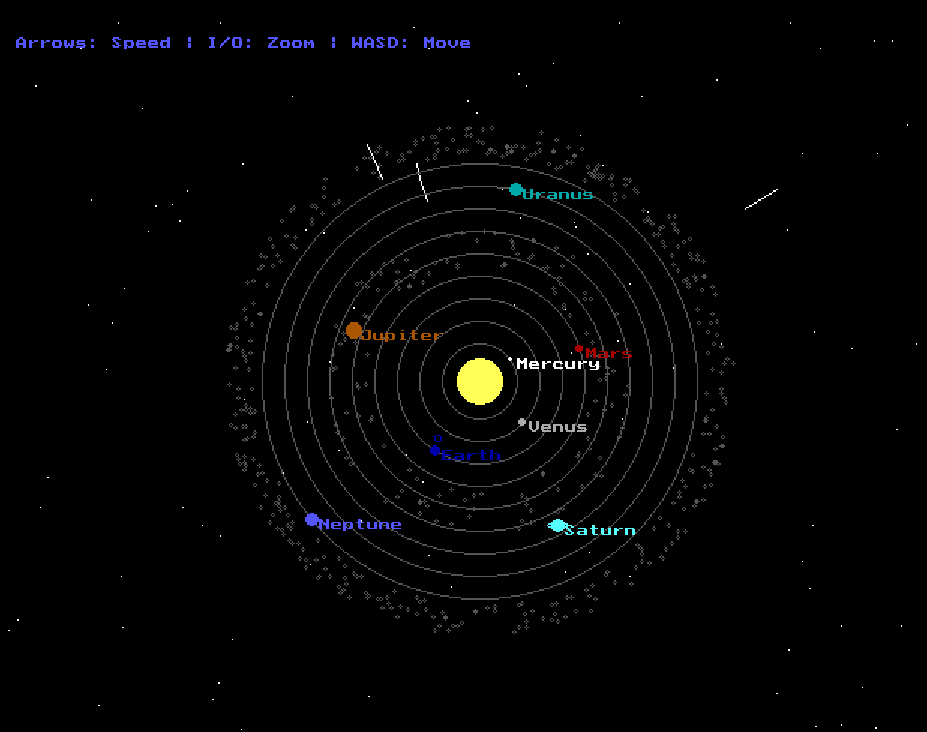 Arrows: Speed | I/O: Zoom | WASD: Move
Uranus
Jupiter
Mars
Mercury
Venus
Earth
Neptune
Saturn